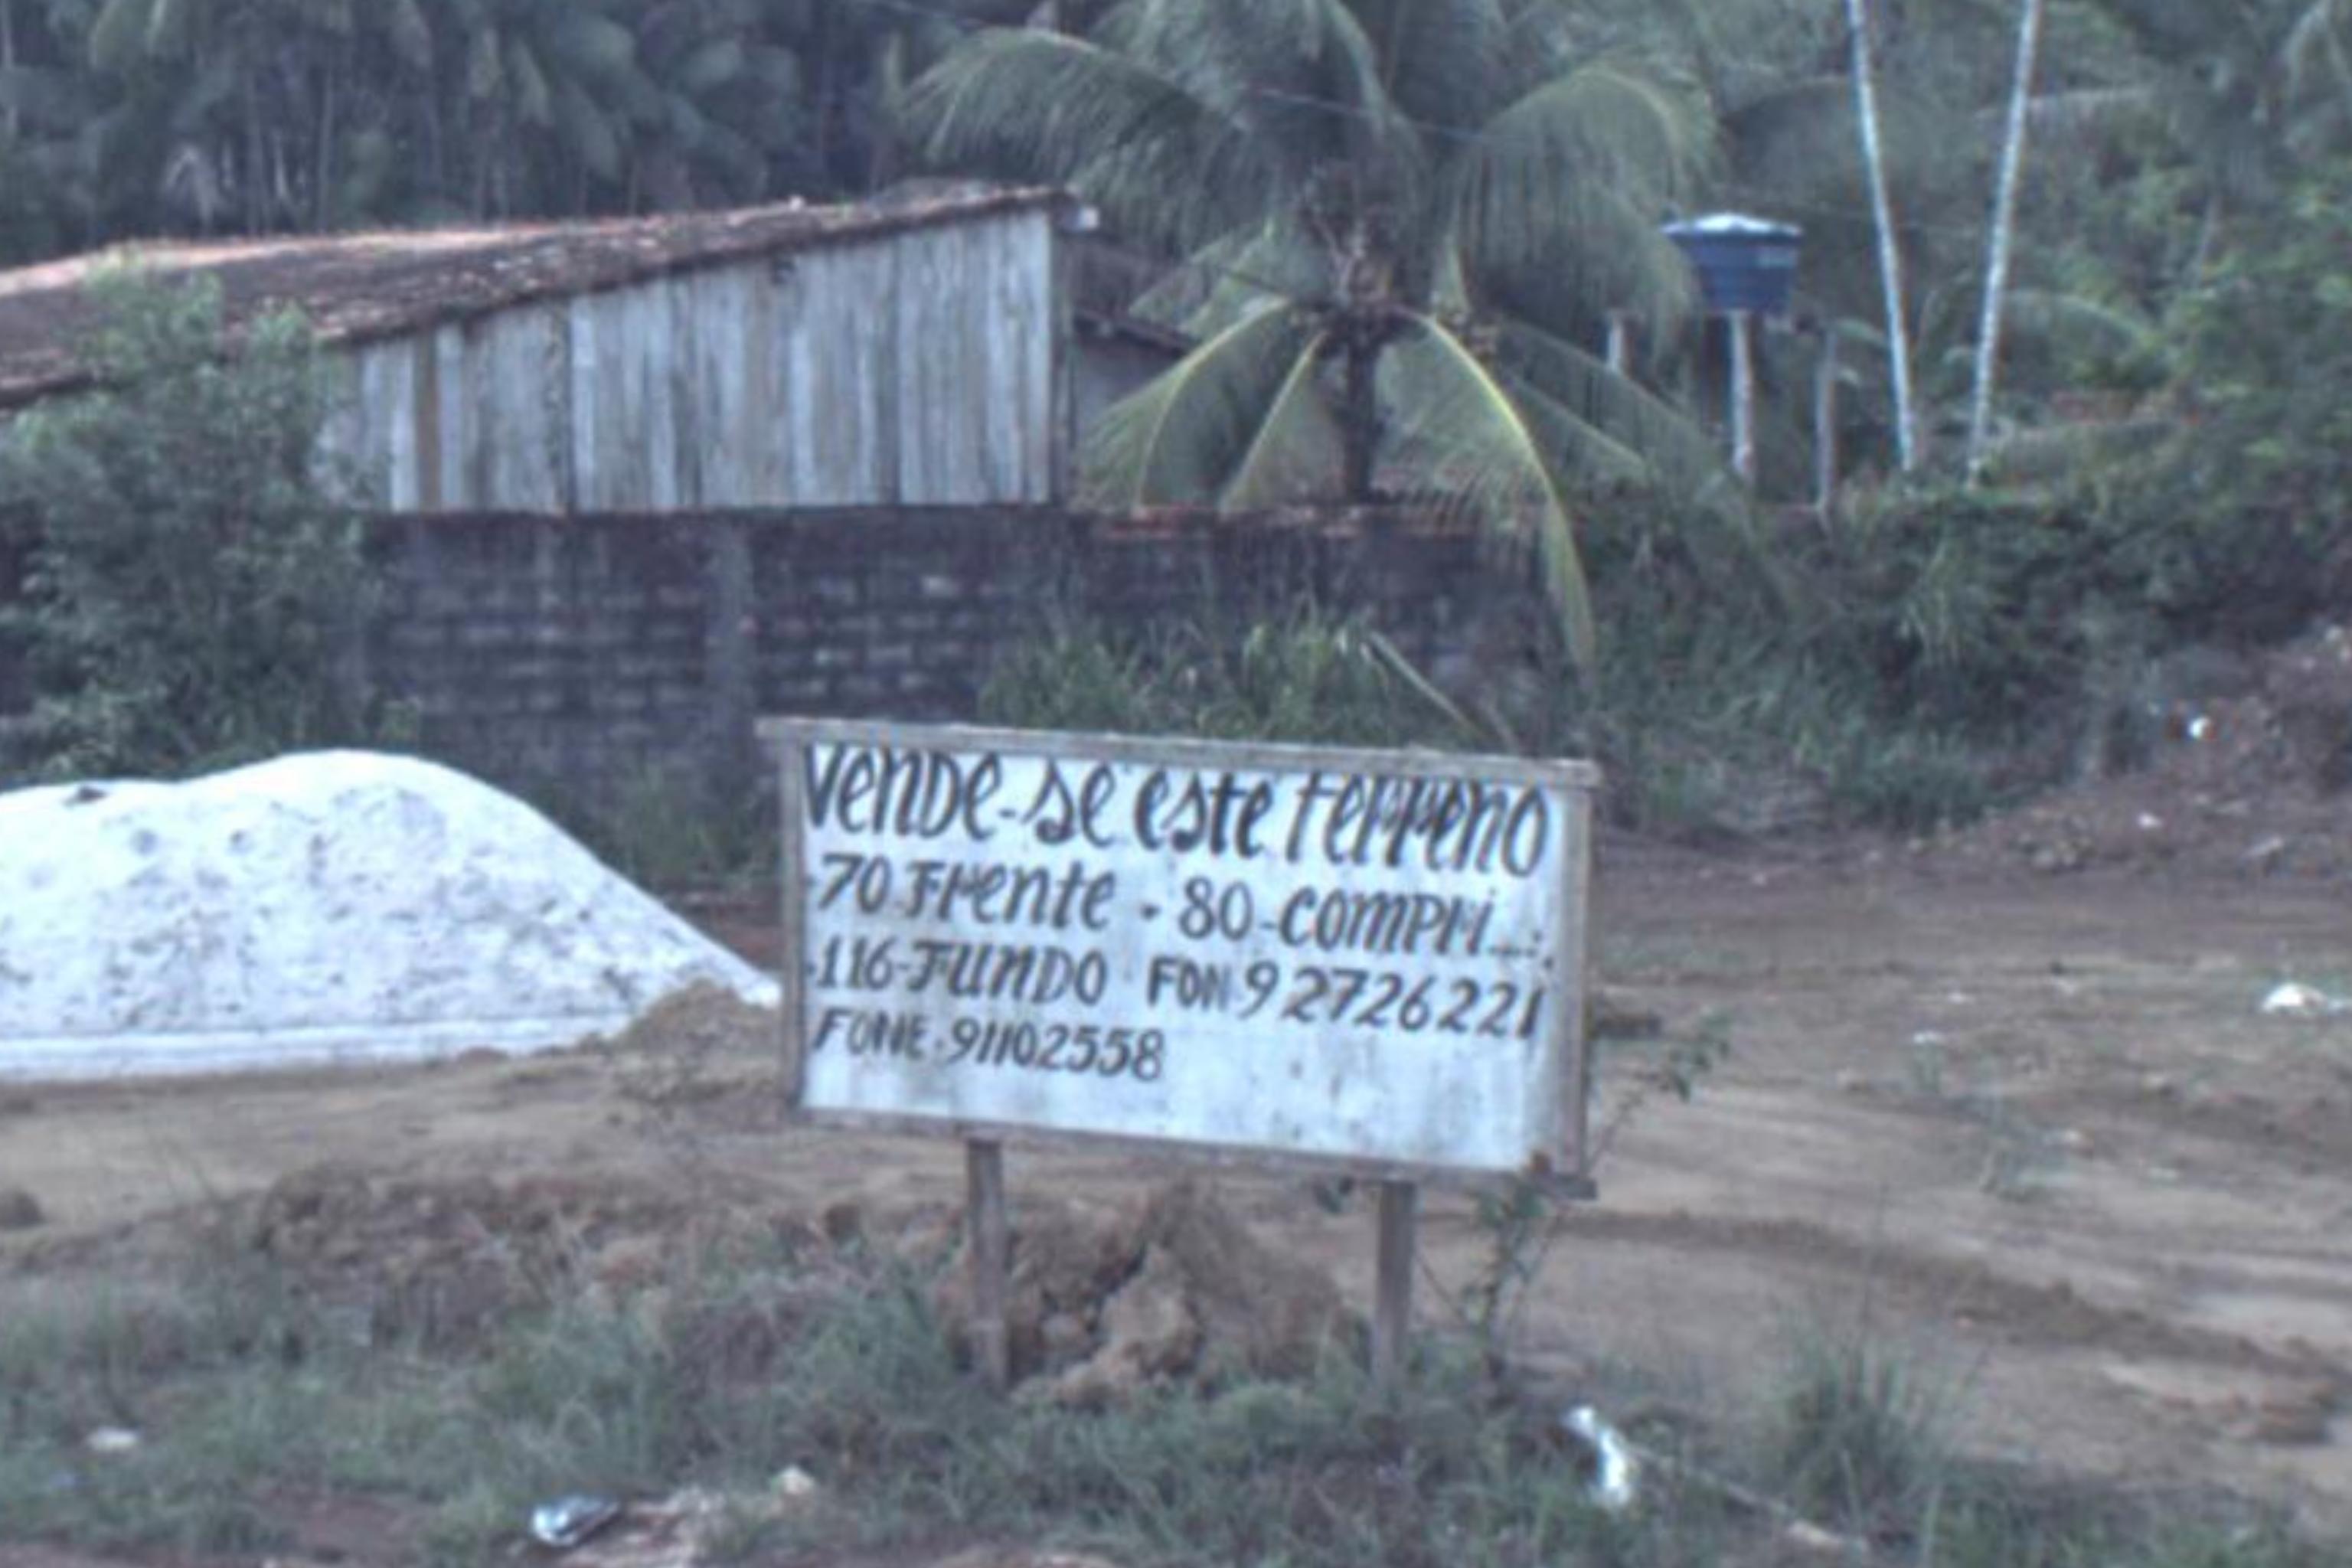 VENDE-SE ESTE TERRENO
70 FRENTE - 80-COMPRI...:
116-FUNDO FON 92726221
FONE-91102558